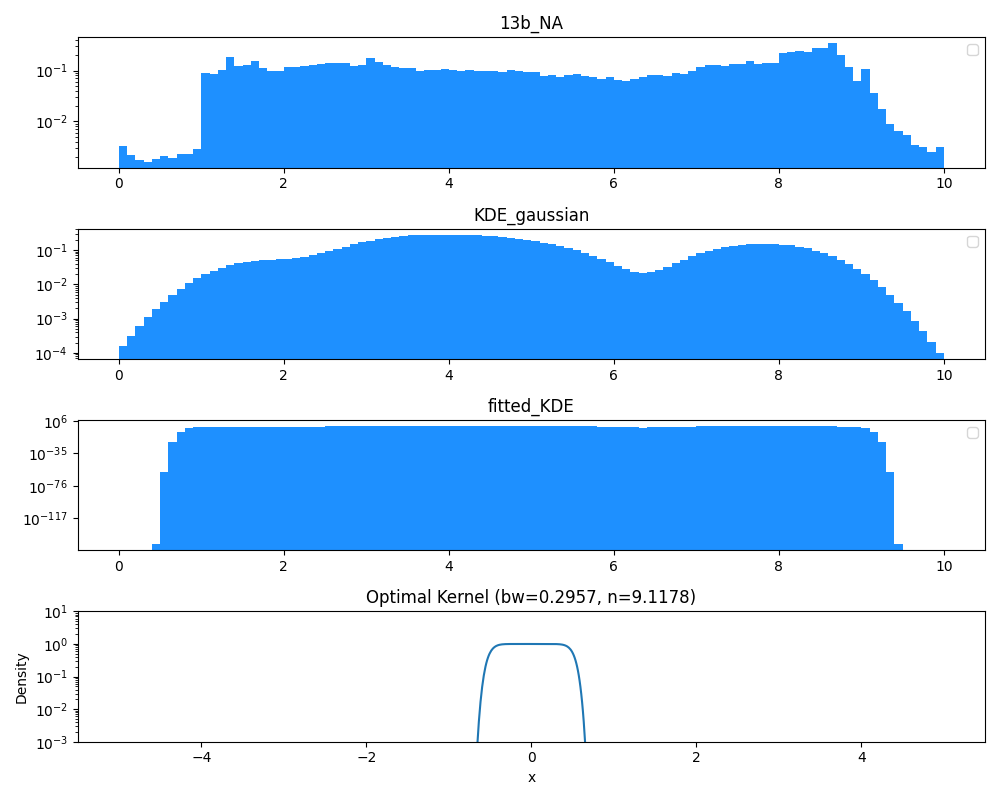 13b_NA
10⁻¹
10⁻²
0 2 4 6 8 10
KDE_gaussian
10⁻¹
10⁻²
10⁻³
10⁻⁴
0 2 4 6 8 10
fitted_KDE
10⁶
10⁻³⁵
10⁻⁷⁶
10⁻¹¹⁷
0 2 4 6 8 10
Optimal Kernel (bw=0.2957, n=9.1178)
Density
10¹
10⁰
10⁻¹
10⁻²
10⁻³
−4 −2 0 2 4
x